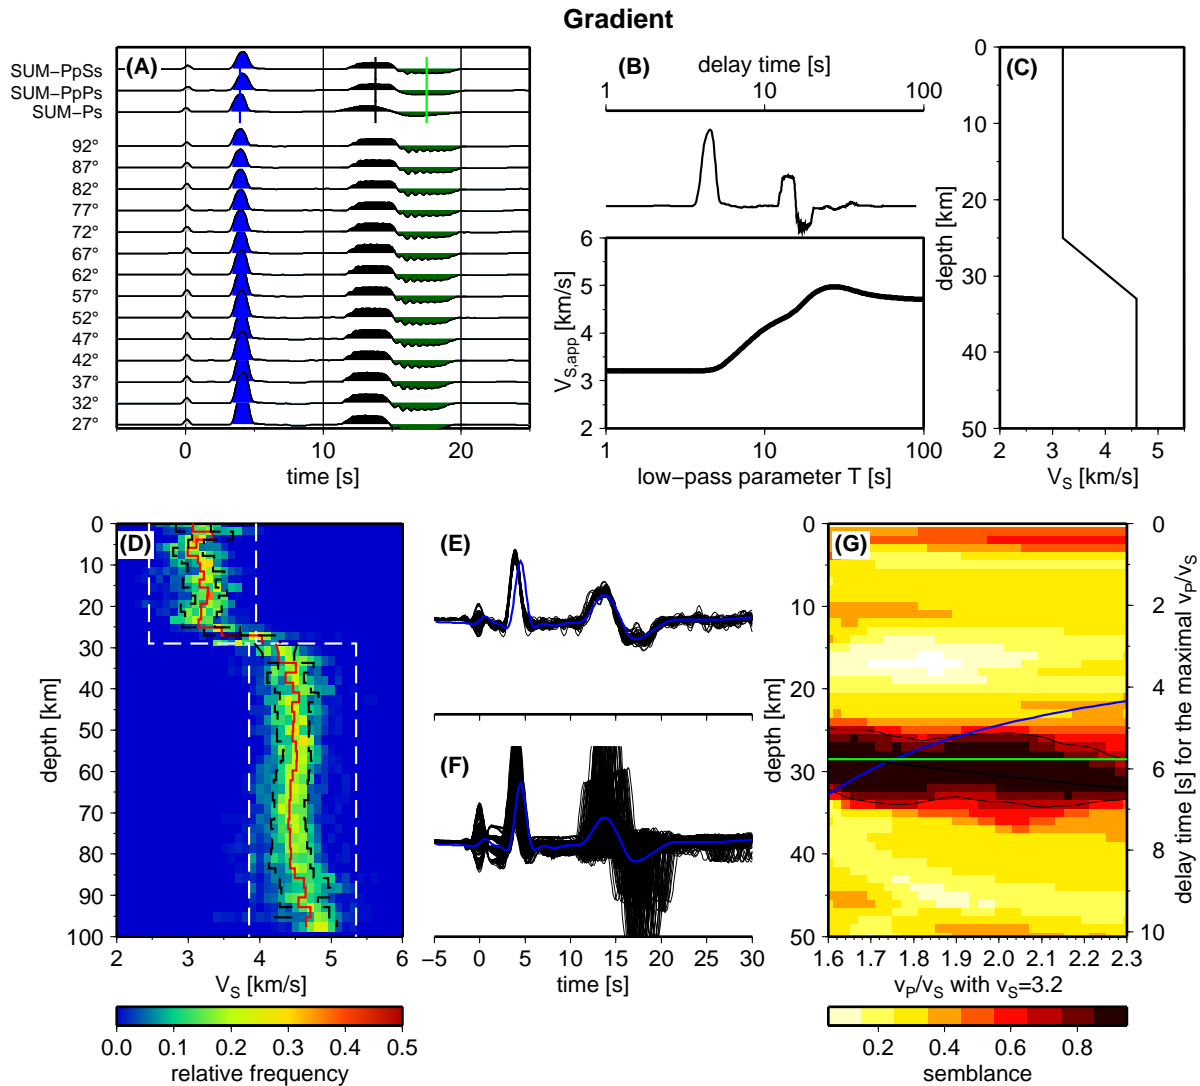 Gradient
(A)
SUM−PpSs
SUM−PpPs
SUM−Ps
92°
87°
82°
77°
72°
67°
62°
57°
52°
47°
42°
37°
32°
27°
0 10 20
time [s]
(B) delay time [s]
1 10 100
6
5
4
3
2
V_S,app [km/s]
1 10 100
low−pass parameter T [s]
(C)
0
10
20
30
40
50
depth [km]
2 3 4 5
V_S [km/s]
(D)
0
10
20
30
40
50
60
70
80
90
100
depth [km]
2 3 4 5 6
V_S [km/s]
0.0 0.1 0.2 0.3 0.4 0.5
relative frequency
(E)
(F)
−5 0 5 10 15 20 25 30
time [s]
(G)
0
10
20
30
40
50
depth [km]
0
2
4
6
8
10
delay time [s] for the maximal v_P/v_S
1.6 1.7 1.8 1.9 2.0 2.1 2.2 2.3
v_P/v_S with v_S=3.2
0.2 0.4 0.6 0.8
semblance